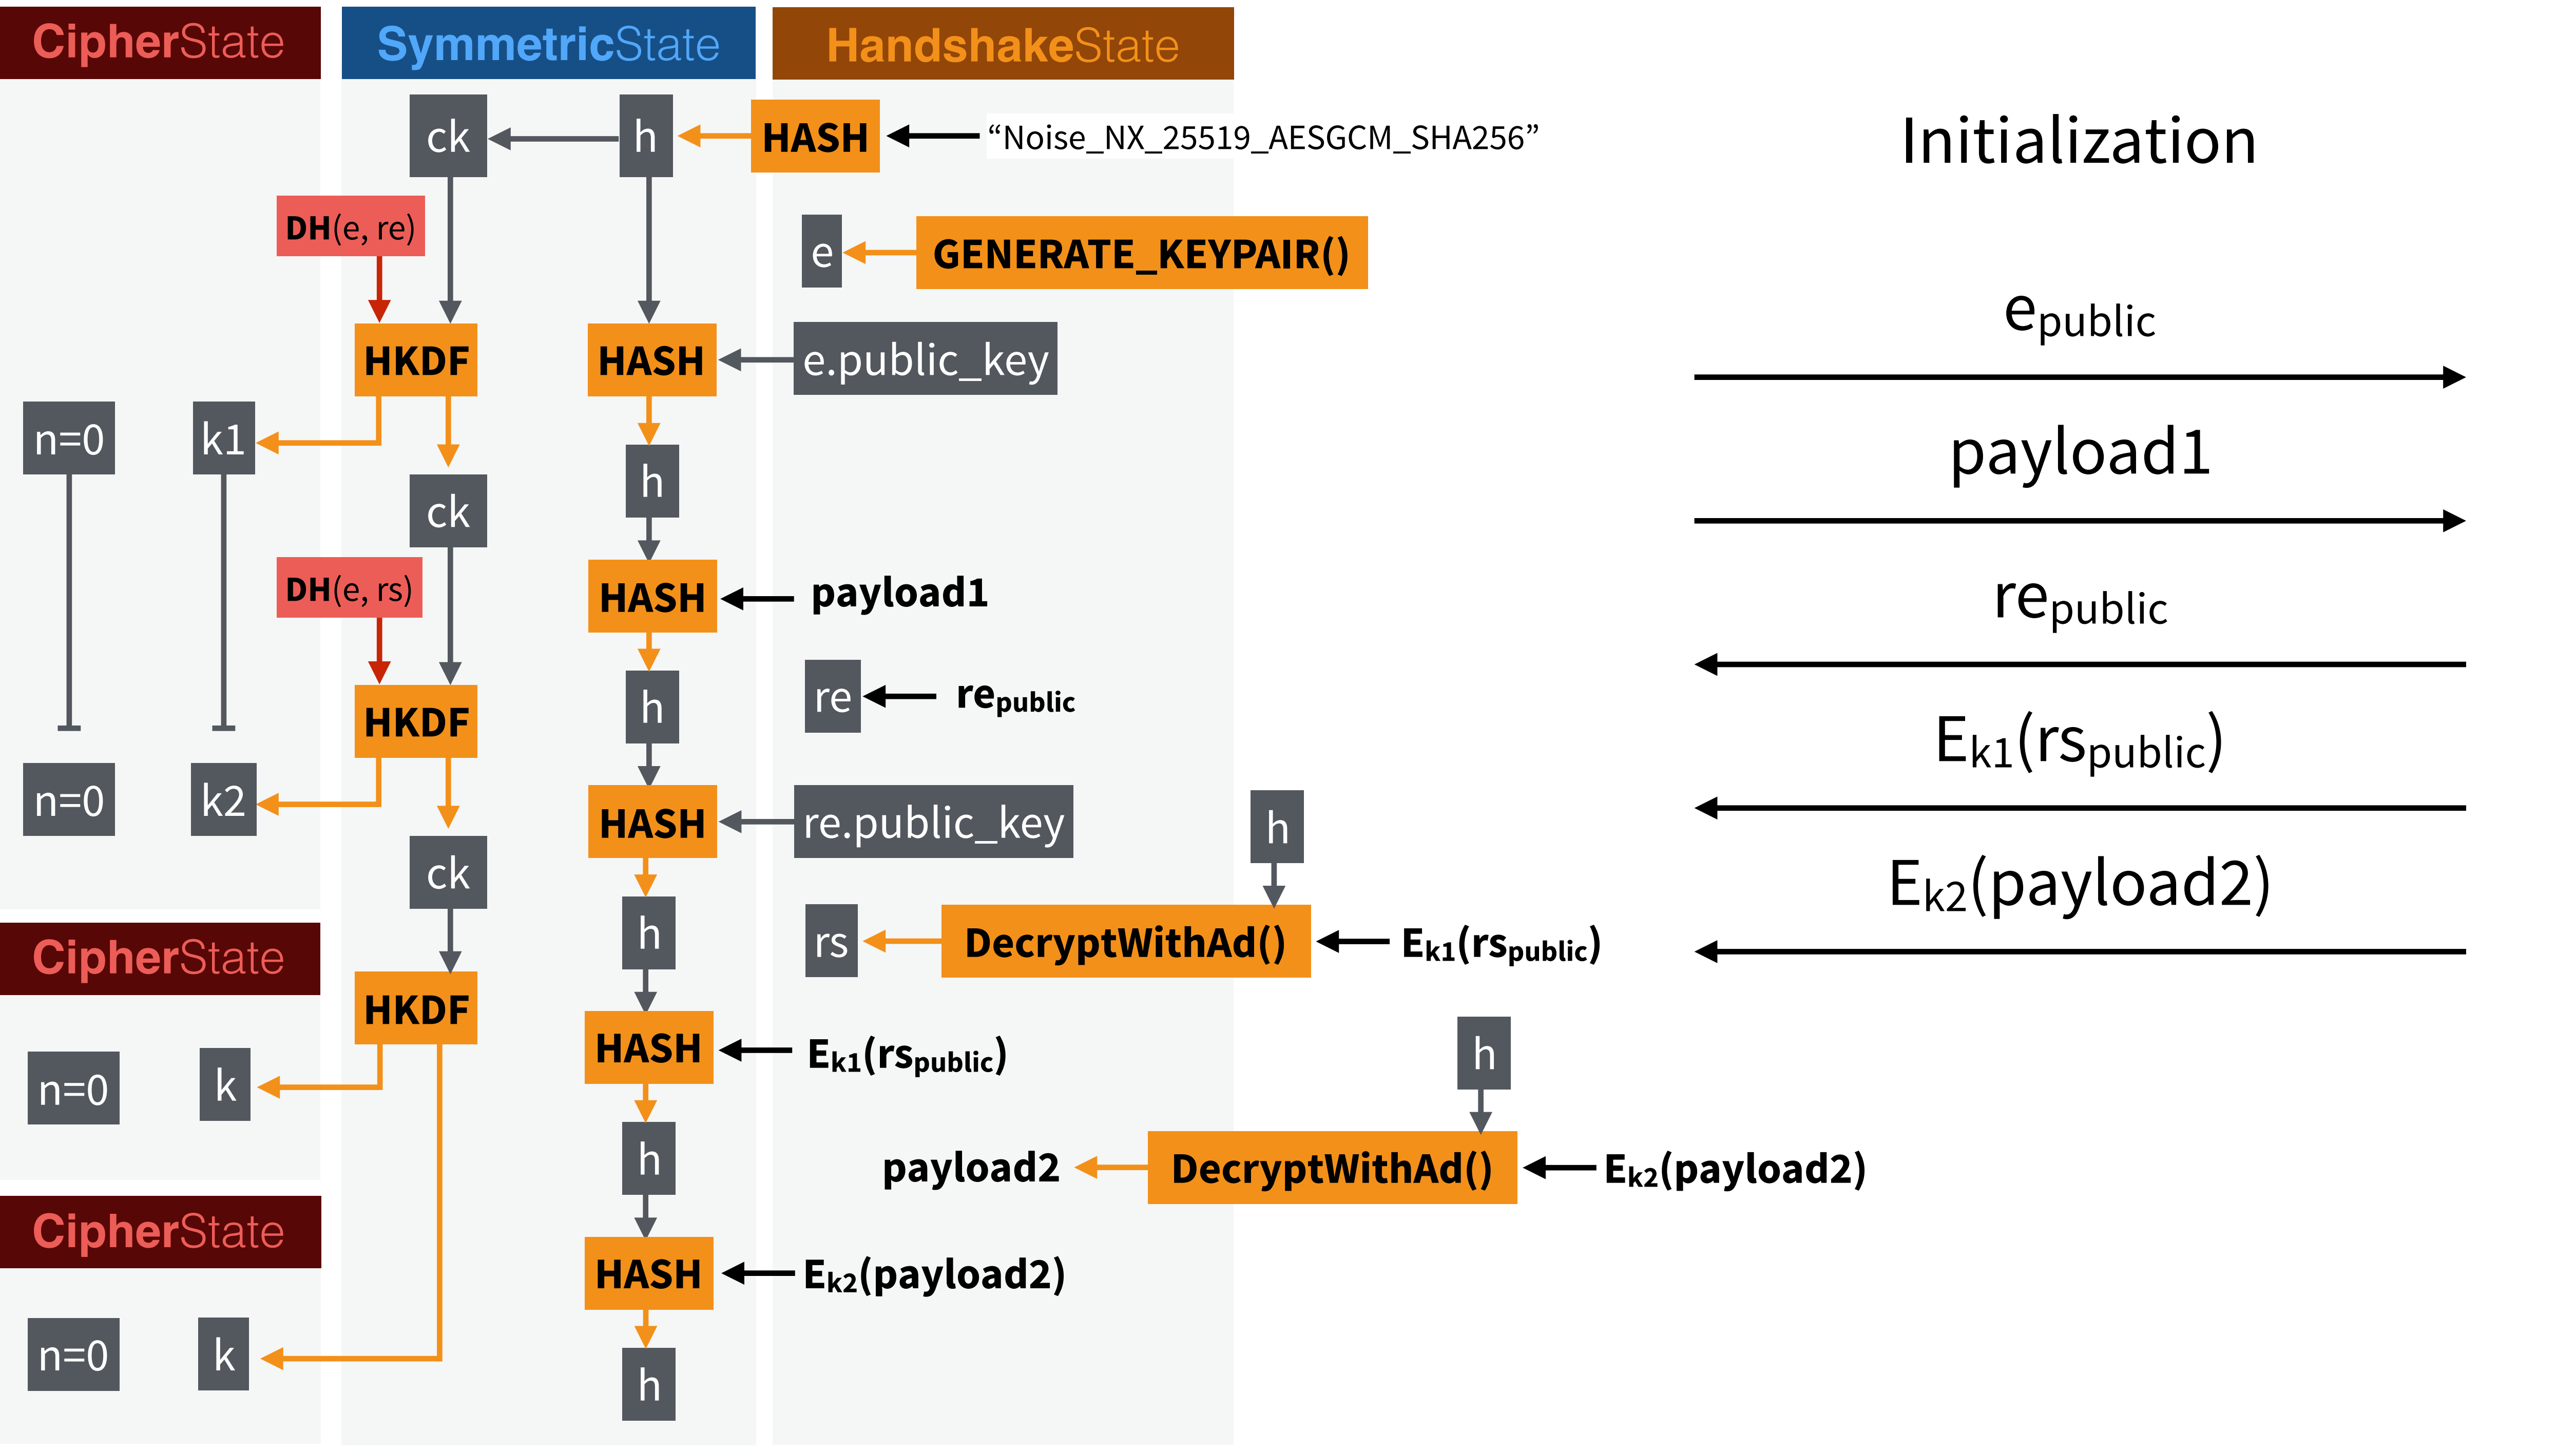 CipherState
SymmetricState
HandshakeState
ck
h
HASH
“Noise_NX_25519_AESGCM_SHA256”
Initialization
DH(e, re)
e
GENERATE_KEYPAIR()
epublic
HKDF
HASH
e.public_key
n=0
k1
h
payload1
ck
DH(e, rs)
HASH
payload1
republic
HKDF
h
re
republic
Ek1(rspublic)
n=0
k2
HASH
re.public_key
h
ck
Ek2(payload2)
CipherState
h
rs
DecryptWithAd()
Ek1(rspublic)
HKDF
HASH
Ek1(rspublic)
h
n=0
k
h
payload2
DecryptWithAd()
Ek2(payload2)
CipherState
HASH
Ek2(payload2)
n=0
k
h